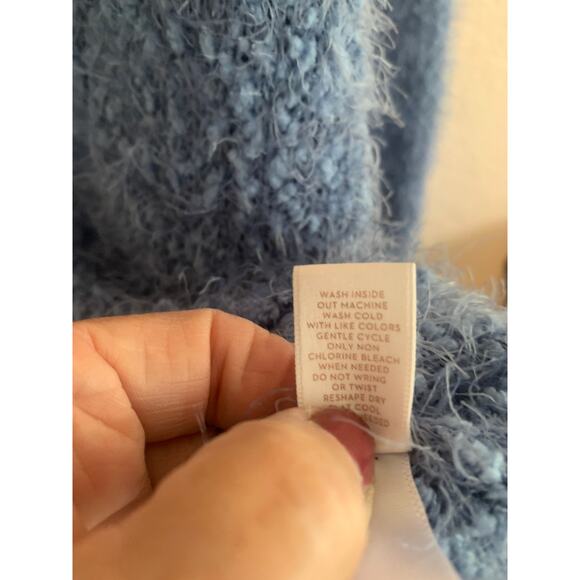 WASH INSIDE
OUT MACHINE
WASH COLD
WITH LIKE COLORS
GENTLE CYCLE
ONLY NON
CHLORINE BLEACH
WHEN NEEDED
DO NOT WRING
OR TWIST
RESHAPE DRY
COOL
NEEDED